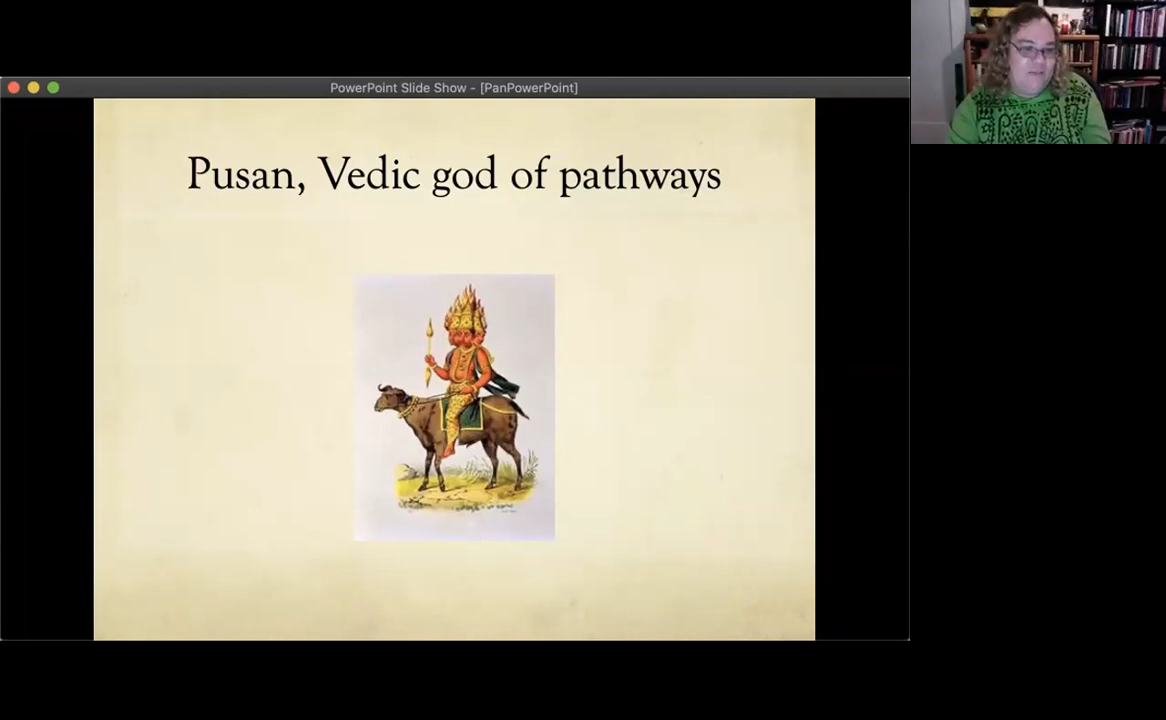 PowerPoint Slide Show - [PanPowerPoint]
Pusan, Vedic god of pathways